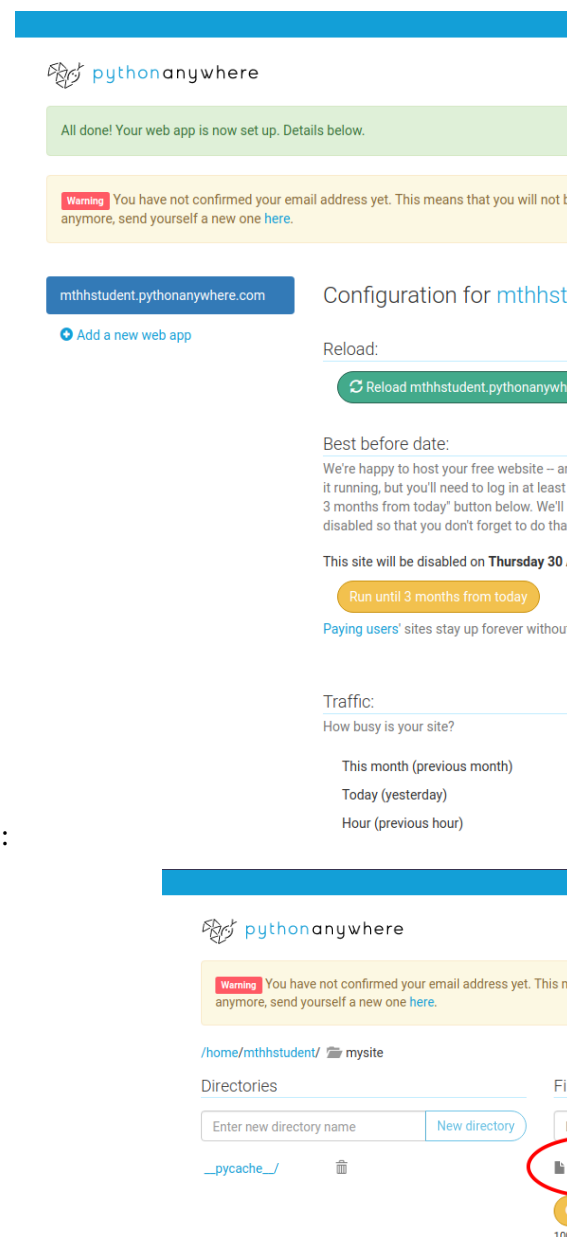 pythonanywhere
All done! Your web app is now set up. Details below.
Warning You have not confirmed your email address yet. This means that you will not
anymore, send yourself a new one here.
mthhstudent.pythonanywhere.com
Add a new web app
Configuration for mthhst
Reload:
Reload mthhstudent.pythonanywh
Best before date:
We're happy to host your free website -- a
it running, but you'll need to log in at least
3 months from today" button below. We'll
disabled so that you don't forget to do tha
This site will be disabled on Thursday 30
Run until 3 months from today
Paying users' sites stay up forever withou
Traffic:
How busy is your site?
This month (previous month)
Today (yesterday)
Hour (previous hour)
:
pythonanywhere
Warning You have not confirmed your email address yet. This
anymore, send yourself a new one here.
/home/mthhstudent/ mysite
Directories
Fi
Enter new directory name
New directory
__pycache__/